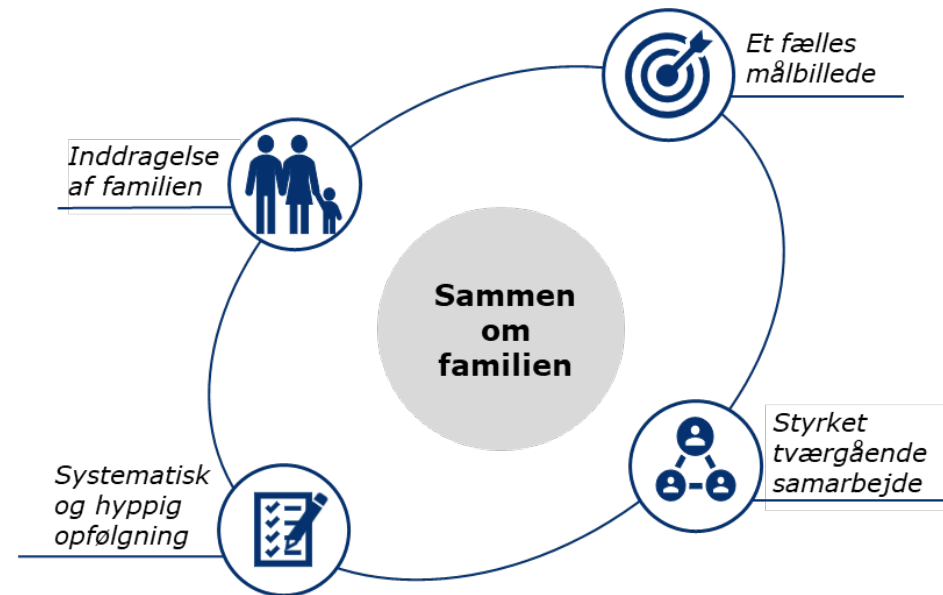 Et fælles
målbillede
Inddragelse
af familien
Sammen
om
familien
Styrket
tværgående
samarbejde
Systematisk
og hyppig
opfølgning